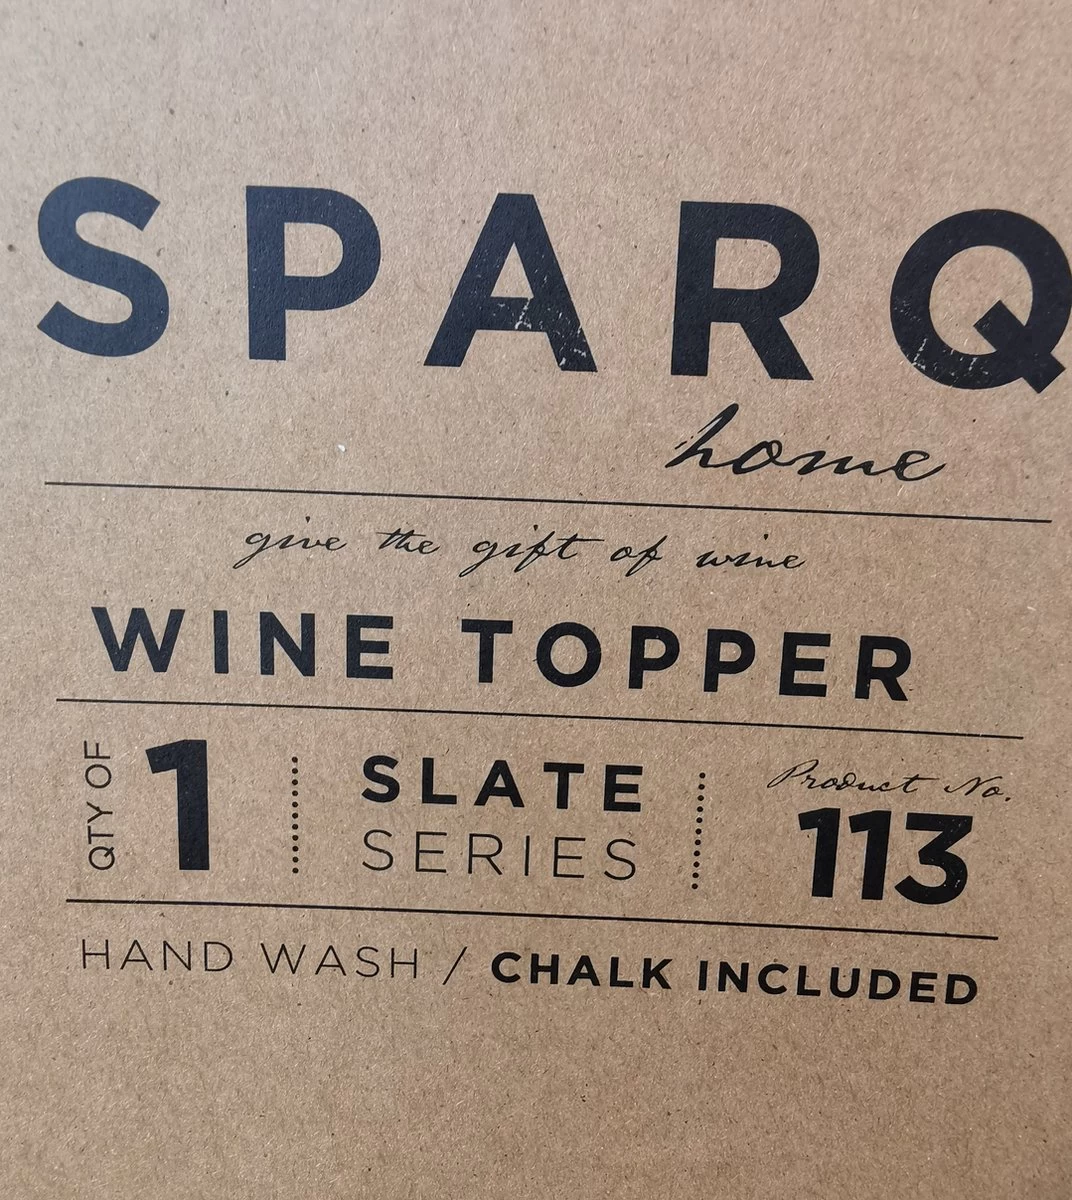 SPARQ
home
give the gift of wine
WINE TOPPER
QTY OF 1
SLATE
SERIES
Product No.
113
HAND WASH / CHALK INCLUDED